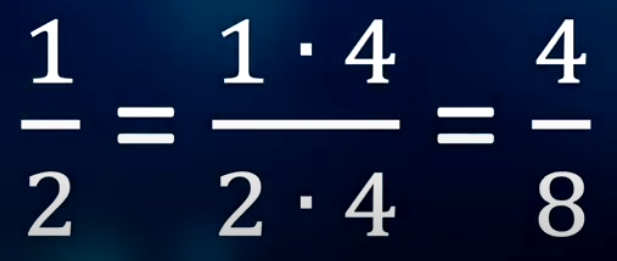 1/2 = (1 · 4)/(2 · 4) = 4/8